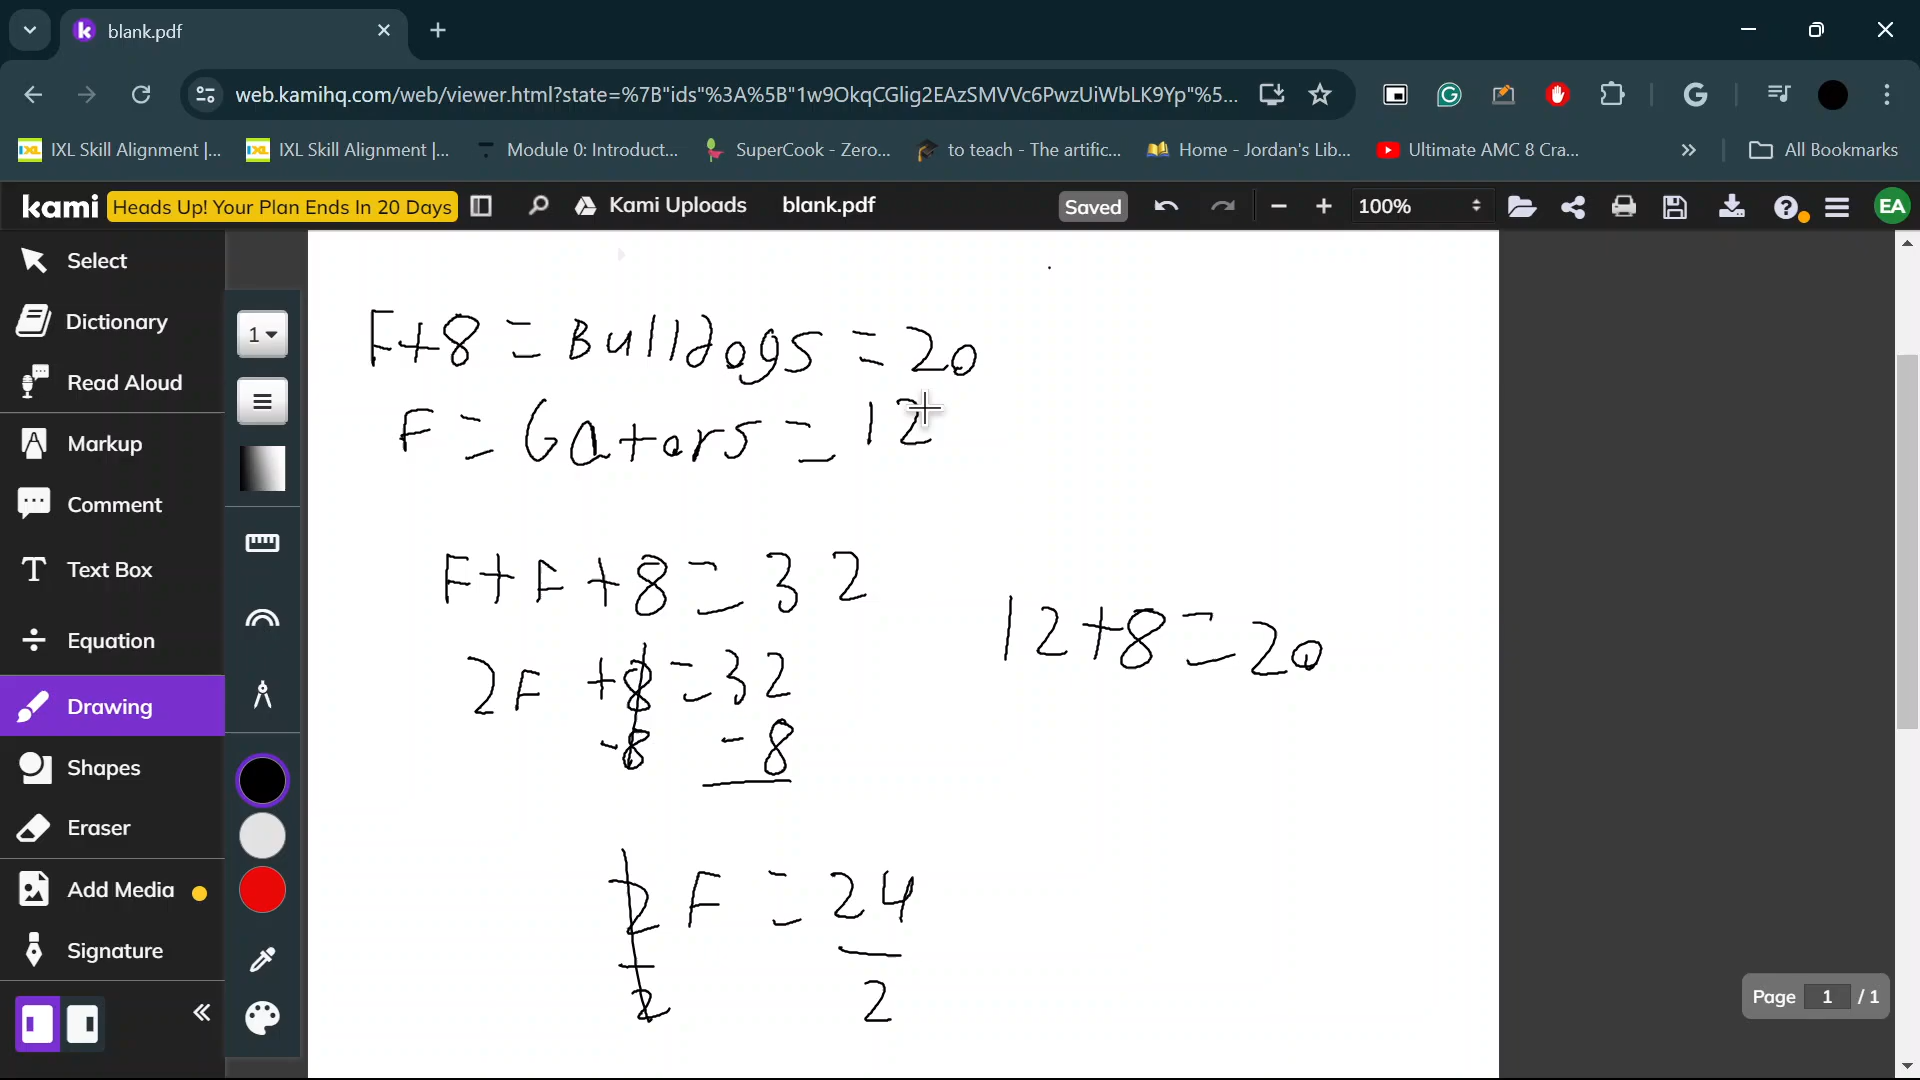 blank.pdf
web.kamihq.com/web/viewer.html?state=%7B"ids"%3A%5B"1w9OkqCGlig2EAzSMVVc6PwzUiWbLK9Yp"%5...
IXL Skill Alignment |... IXL Skill Alignment |... Module 0: Introduct... SuperCook - Zero... to teach - The artific... Home - Jordan's Lib... Ultimate AMC 8 Cra... » All Bookmarks
kami Heads Up! Your Plan Ends In 20 Days Kami Uploads blank.pdf Saved 100% EA
Select
Dictionary
Read Aloud
Markup
Comment
Text Box
Equation
Drawing
Shapes
Eraser
Add Media
Signature
1
F+8 = Bulldogs = 20
F = Gators = 12
F+F+8=32
2F +8=32
-8 -8
12+8=20
2F = 24
2 2
Page 1 / 1